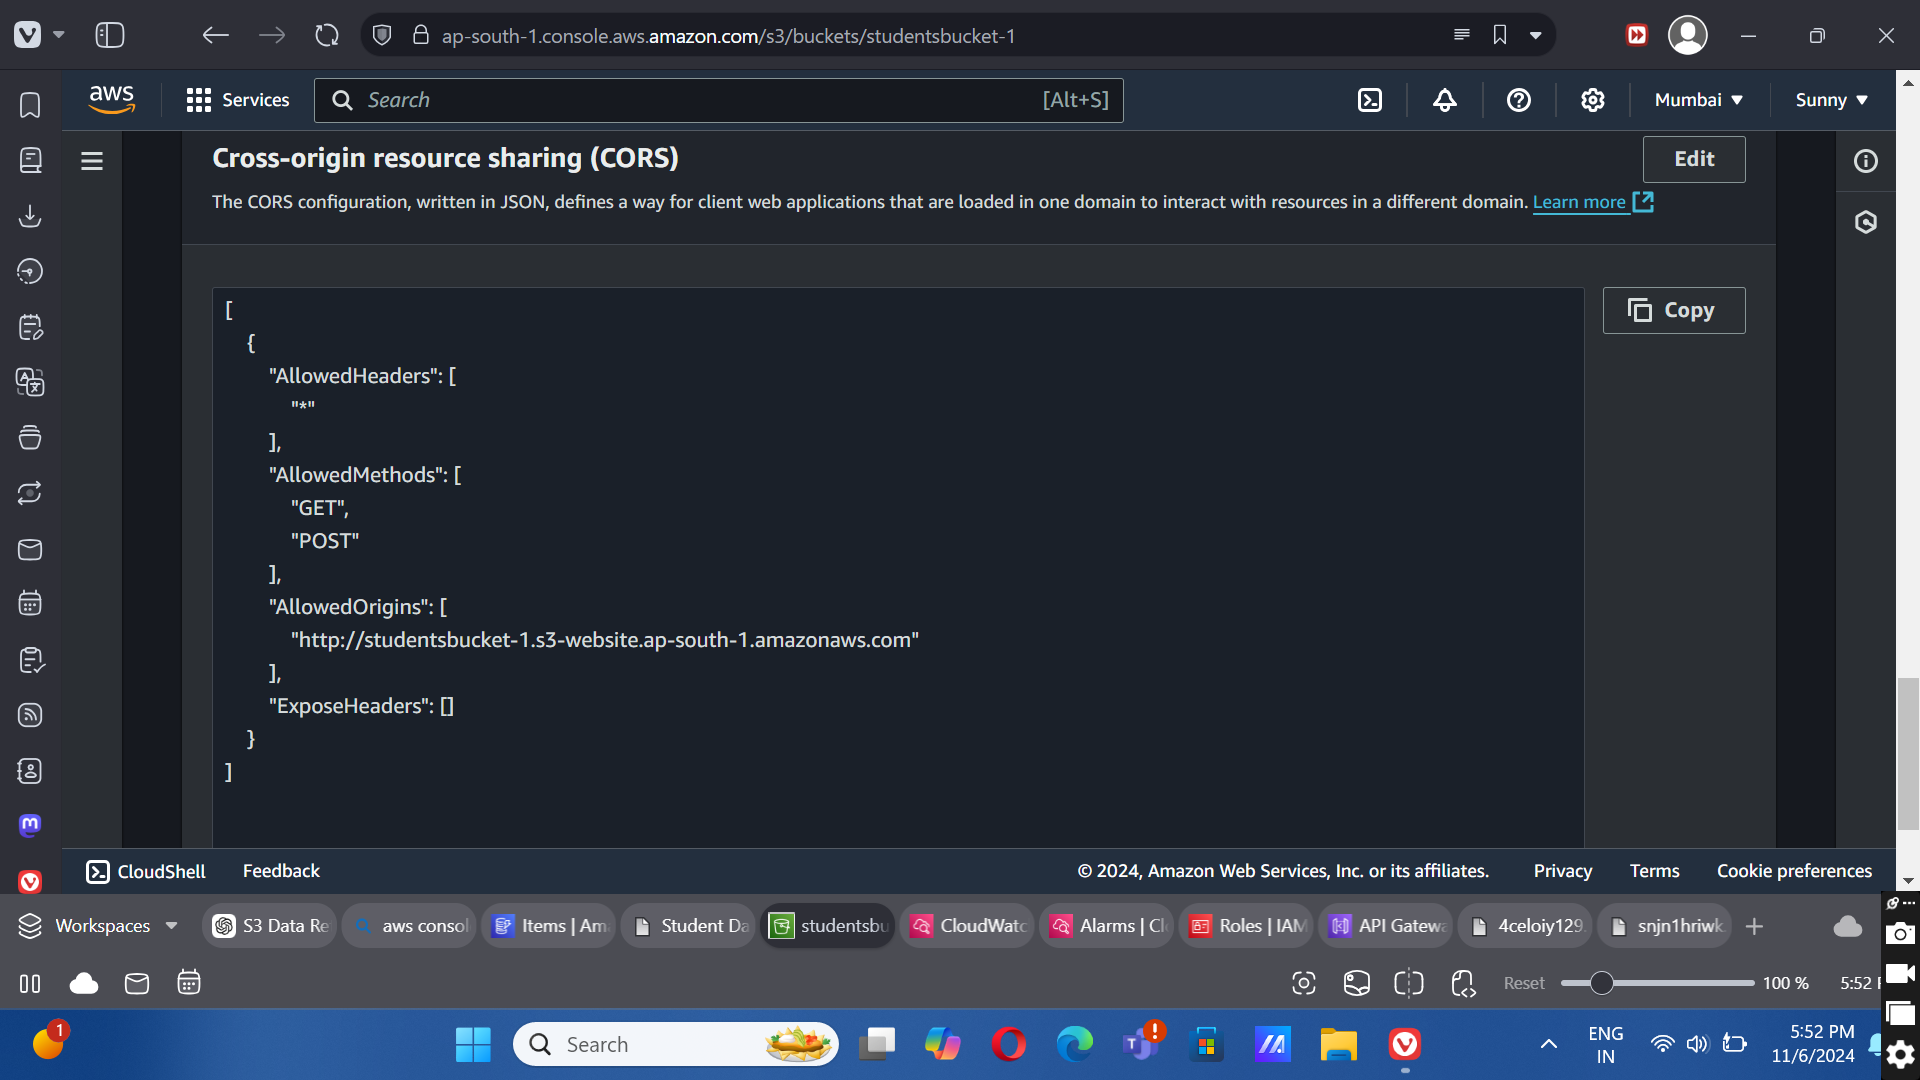 ap-south-1.console.aws.amazon.com/s3/buckets/studentsbucket-1
aws
Services
Search
[Alt+S]
Mumbai
Sunny
Cross-origin resource sharing (CORS)
Edit
The CORS configuration, written in JSON, defines a way for client web applications that are loaded in one domain to interact with resources in a different domain. Learn more
Copy
[
{
"AllowedHeaders": [
"*"
],
"AllowedMethods": [
"GET",
"POST"
],
"AllowedOrigins": [
"http://studentsbucket-1.s3-website.ap-south-1.amazonaws.com"
],
"ExposeHeaders": []
}
]
CloudShell
Feedback
© 2024, Amazon Web Services, Inc. or its affiliates.
Privacy
Terms
Cookie preferences
Workspaces
S3 Data Re
aws consol
Items | Am
Student Da
studentsbu
CloudWatc
Alarms | Cl
Roles | IAM
API Gatewa
4celoiy129
snjn1hriwk
Reset
100 %
5:52
1
Search
ENG
IN
5:52 PM
11/6/2024